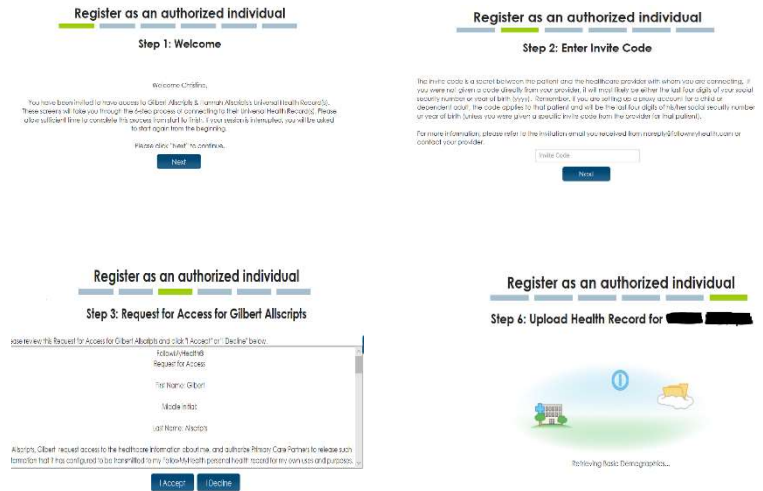 Register as an authorized individual
Step 1: Welcome
Welcome Christine,
You have been invited to have access to Gilbert Allscripts & Hannah Allscripts's Universal Health Record(s).
These screens will take you through the 6-step process of connecting to their Universal Health Record(s). Please
allow sufficient time to complete this process from start to finish. If your session is interrupted, you will be asked
to start again from the beginning.
Please click "Next" to continue.
Next
Register as an authorized individual
Step 2: Enter Invite Code
The invite code is a secret between the patient and the healthcare provider with whom you are connecting. If
you were not given a code directly from your provider, it will most likely be either the last four digits of your social
security number or year of birth (yyyy). Remember, if you are setting up a proxy account for a child or
dependent adult, the code applies to that patient and will be the last four digits of his/her social security number
or year of birth (unless you were given a specific invite code from the provider for that patient).
For more information, please refer to the invitation email you received from noreply@followmyhealth.com or
contact your provider.
Invite Code
Next
Register as an authorized individual
Step 3: Request for Access for Gilbert Allscripts
ease review this Request for Access for Gilbert Allscripts and click "I Accept" or "I Decline" below.
FollowMyHealth®
Request for Access
First Name: Gilbert
Middle Initial:
Last Name: Allscripts
Allscripts, Gilbert request access to the healthcare information about me, and authorize Primary Care Partners to release such
formation that it has configured to be transmitted to my FollowMyHealth personal health record for my own uses and purposes.
I Accept
I Decline
Register as an authorized individual
Step 6: Upload Health Record for
Retrieving Basic Demographics...